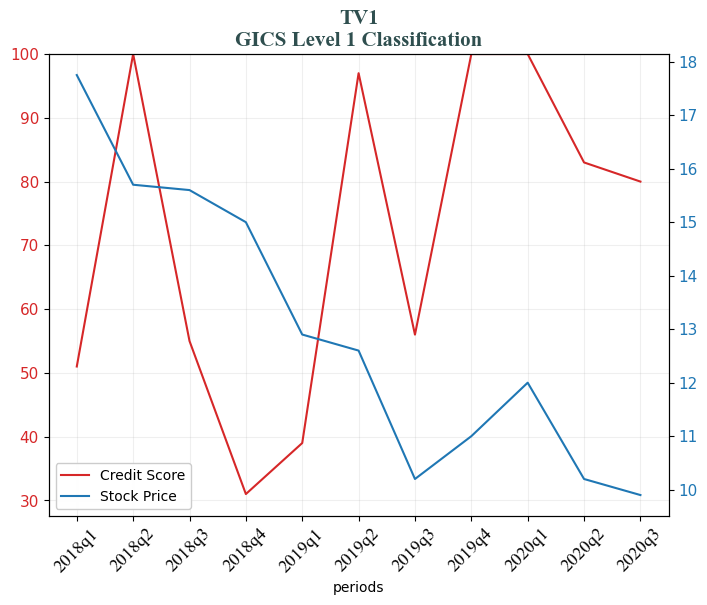 TV1
GICS Level 1 Classification
100
90
80
70
60
50
40
30
18
17
16
15
14
13
12
11
10
Credit Score
Stock Price
2018q1
2018q2
2018q3
2018q4
2019q1
2019q2
2019q3
2019q4
2020q1
2020q2
2020q3
periods